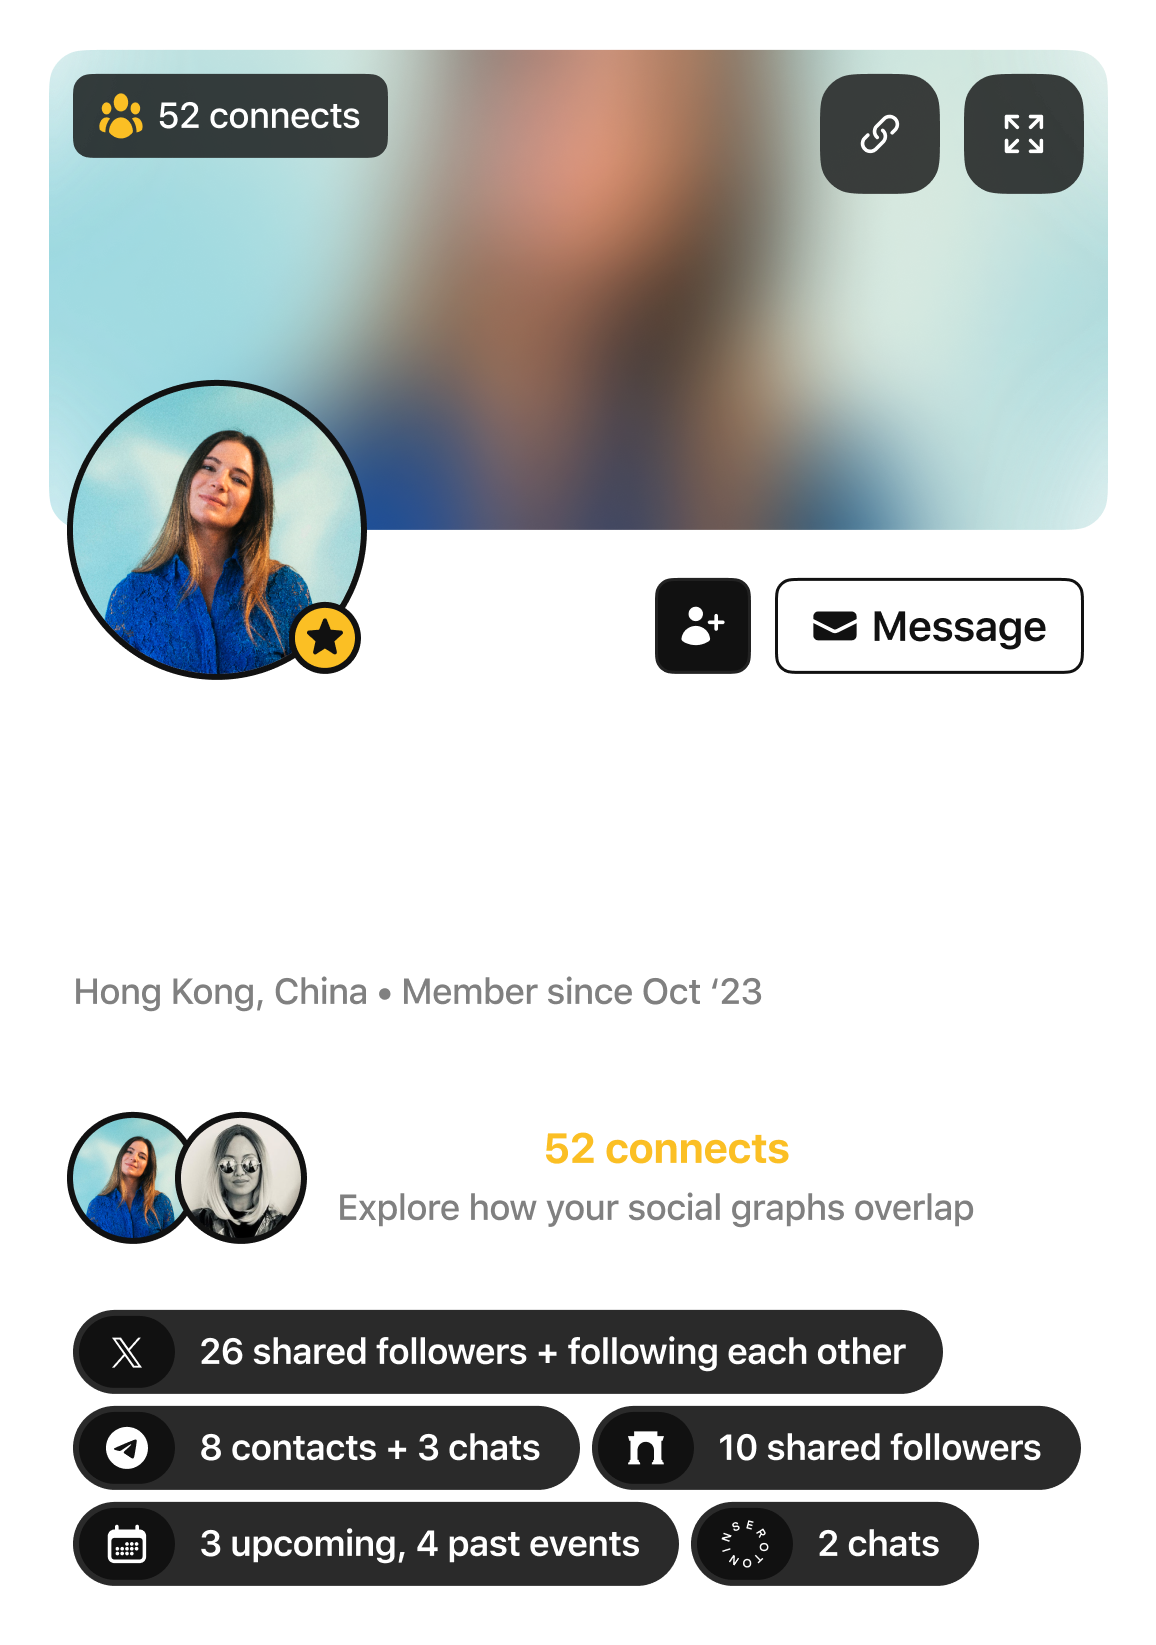 52 connects
Message
Hong Kong, China • Member since Oct ‘23
52 connects
Explore how your social graphs overlap
26 shared followers + following each other
8 contacts + 3 chats
10 shared followers
3 upcoming, 4 past events
SEROTONIN
2 chats